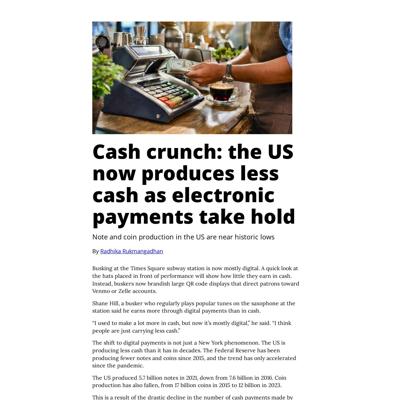 Cash crunch: the US
now produces less
cash as electronic
payments take hold
Note and coin production in the US are near historic lows
By Radhika Rukmangadhan
Busking at the Times Square subway station is now mostly digital. A quick look at
the hats placed in front of performance will show how little they earn in cash.
Instead, buskers now brandish large QR code displays that direct patrons toward
Venmo or Zelle accounts.
Shane Hill, a busker who regularly plays popular tunes on the saxophone at the
station said he earns more through digital payments than in cash.
“I used to make a lot more in cash, but now it's mostly digital,” he said. “I think
people are just carrying less cash.”
The shift to digital payments is not just a New York phenomenon. The US is
producing less cash than it has in decades. The Federal Reserve has been
producing fewer notes and coins since 2015, and the trend has only accelerated
since the pandemic.
The US produced 5.7 billion notes in 2021, down from 7.6 billion in 2016. Coin
production has also fallen, from 17 billion coins in 2015 to 12 billion in 2023.
This is a result of the drastic decline in the number of cash payments made by